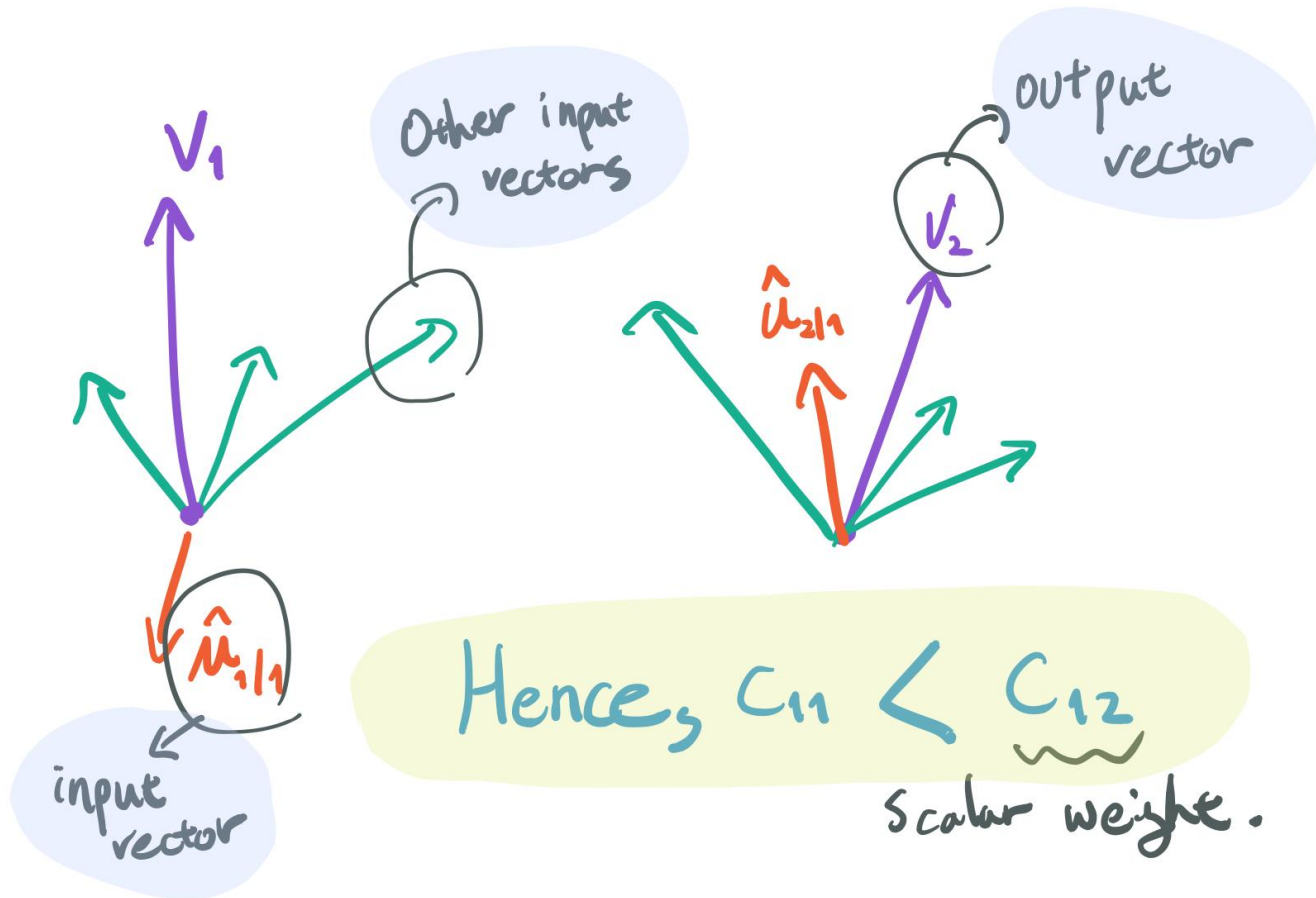 V₁
Other input
vectors
output
vector
V₂
û₂|₁
û₁|₁
input
vector
Hence, C₁₁ < C₁₂
Scalar weight.